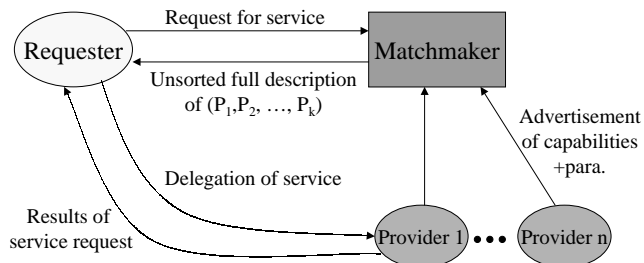 Request for service
Requester
Matchmaker
Unsorted full description
of (P1,P2, …, Pk)
Advertisement
of capabilities
+para.
Delegation of service
Results of
service request
Provider 1
•••
Provider n